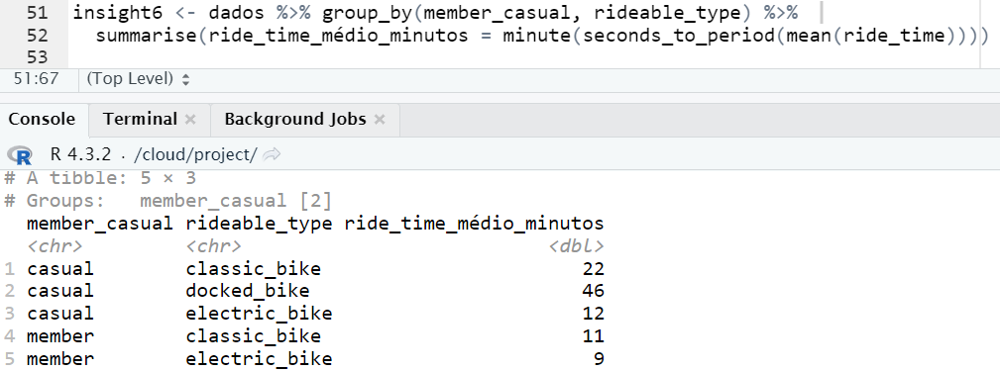 51 insight6 <- dados %>% group_by(member_casual, rideable_type) %>%
52 summarise(ride_time_médio_minutos = minute(seconds_to_period(mean(ride_time))))
53
51:67 (Top Level)
Console Terminal Background Jobs
R R 4.3.2 · /cloud/project/
# A tibble: 5 × 3
# Groups: member_casual [2]
member_casual rideable_type ride_time_médio_minutos
<chr> <chr> <dbl>
1 casual classic_bike 22
2 casual docked_bike 46
3 casual electric_bike 12
4 member classic_bike 11
5 member electric_bike 9